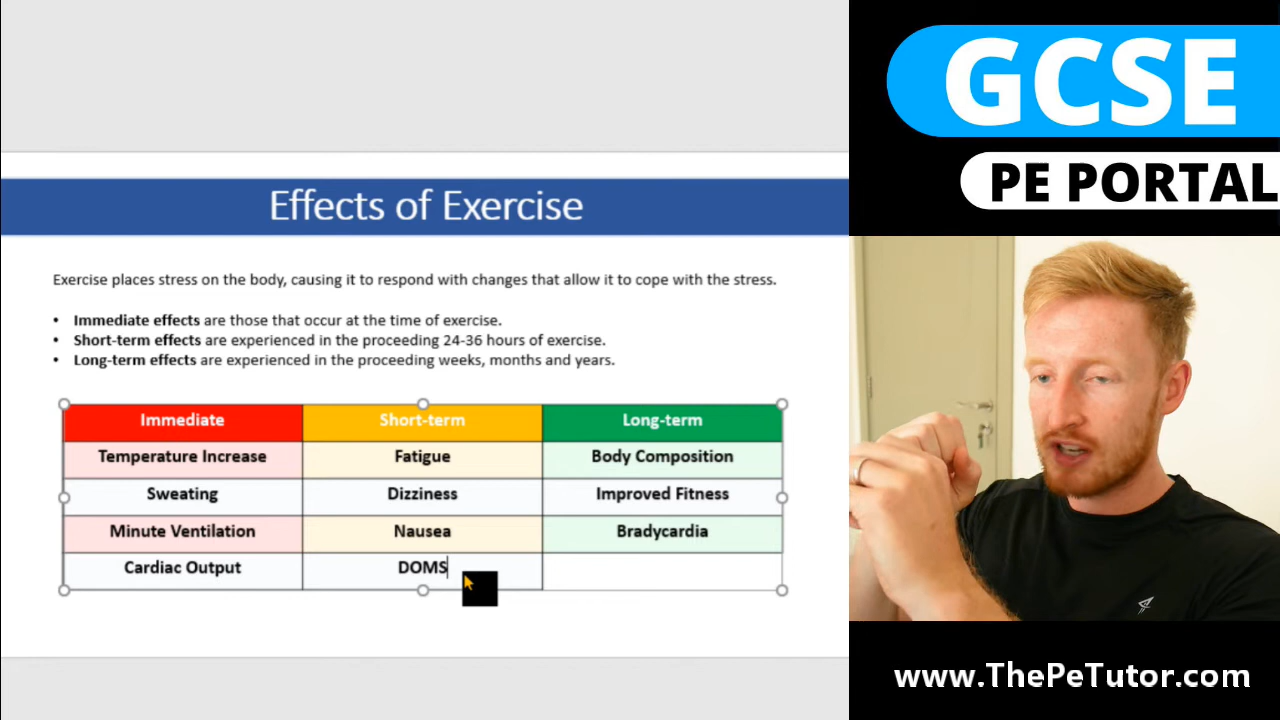 GCSE
PE PORTAL
Effects of Exercise
Exercise places stress on the body, causing it to respond with changes that allow it to cope with the stress.
• Immediate effects are those that occur at the time of exercise.
• Short-term effects are experienced in the proceeding 24-36 hours of exercise.
• Long-term effects are experienced in the proceeding weeks, months and years.
Immediate Short-term Long-term
Temperature Increase Fatigue Body Composition
Sweating Dizziness Improved Fitness
Minute Ventilation Nausea Bradycardia
Cardiac Output DOMS
www.ThePeTutor.com